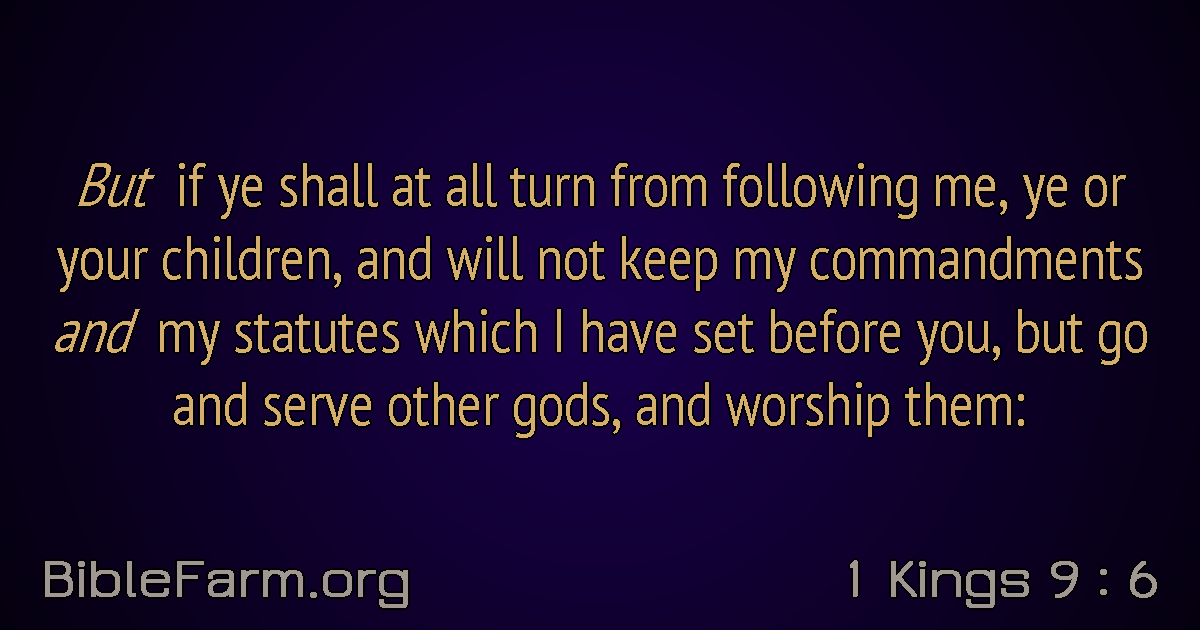 But if ye shall at all turn from following me, ye or
your children, and will not keep my commandments
and my statutes which I have set before you, but go
and serve other gods, and worship them:
BibleFarm.org
1 Kings 9 : 6